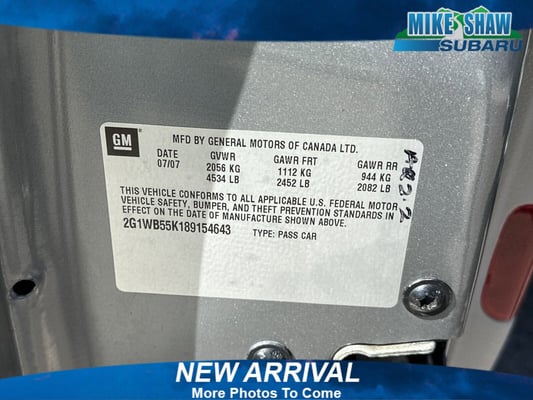 MIKE SHAW
SUBARU
GM
MFD BY GENERAL MOTORS OF CANADA LTD.
DATE GVWR GAWR FRT GAWR RR
07/07 2056 KG 1112 KG 944 KG
4534 LB 2452 LB 2082 LB
THIS VEHICLE CONFORMS TO ALL APPLICABLE U.S. FEDERAL MOTOR
VEHICLE SAFETY, BUMPER, AND THEFT PREVENTION STANDARDS IN
EFFECT ON THE DATE OF MANUFACTURE SHOWN ABOVE.
2G1WB55K189154643 TYPE: PASS CAR
NEW ARRIVAL
More Photos To Come